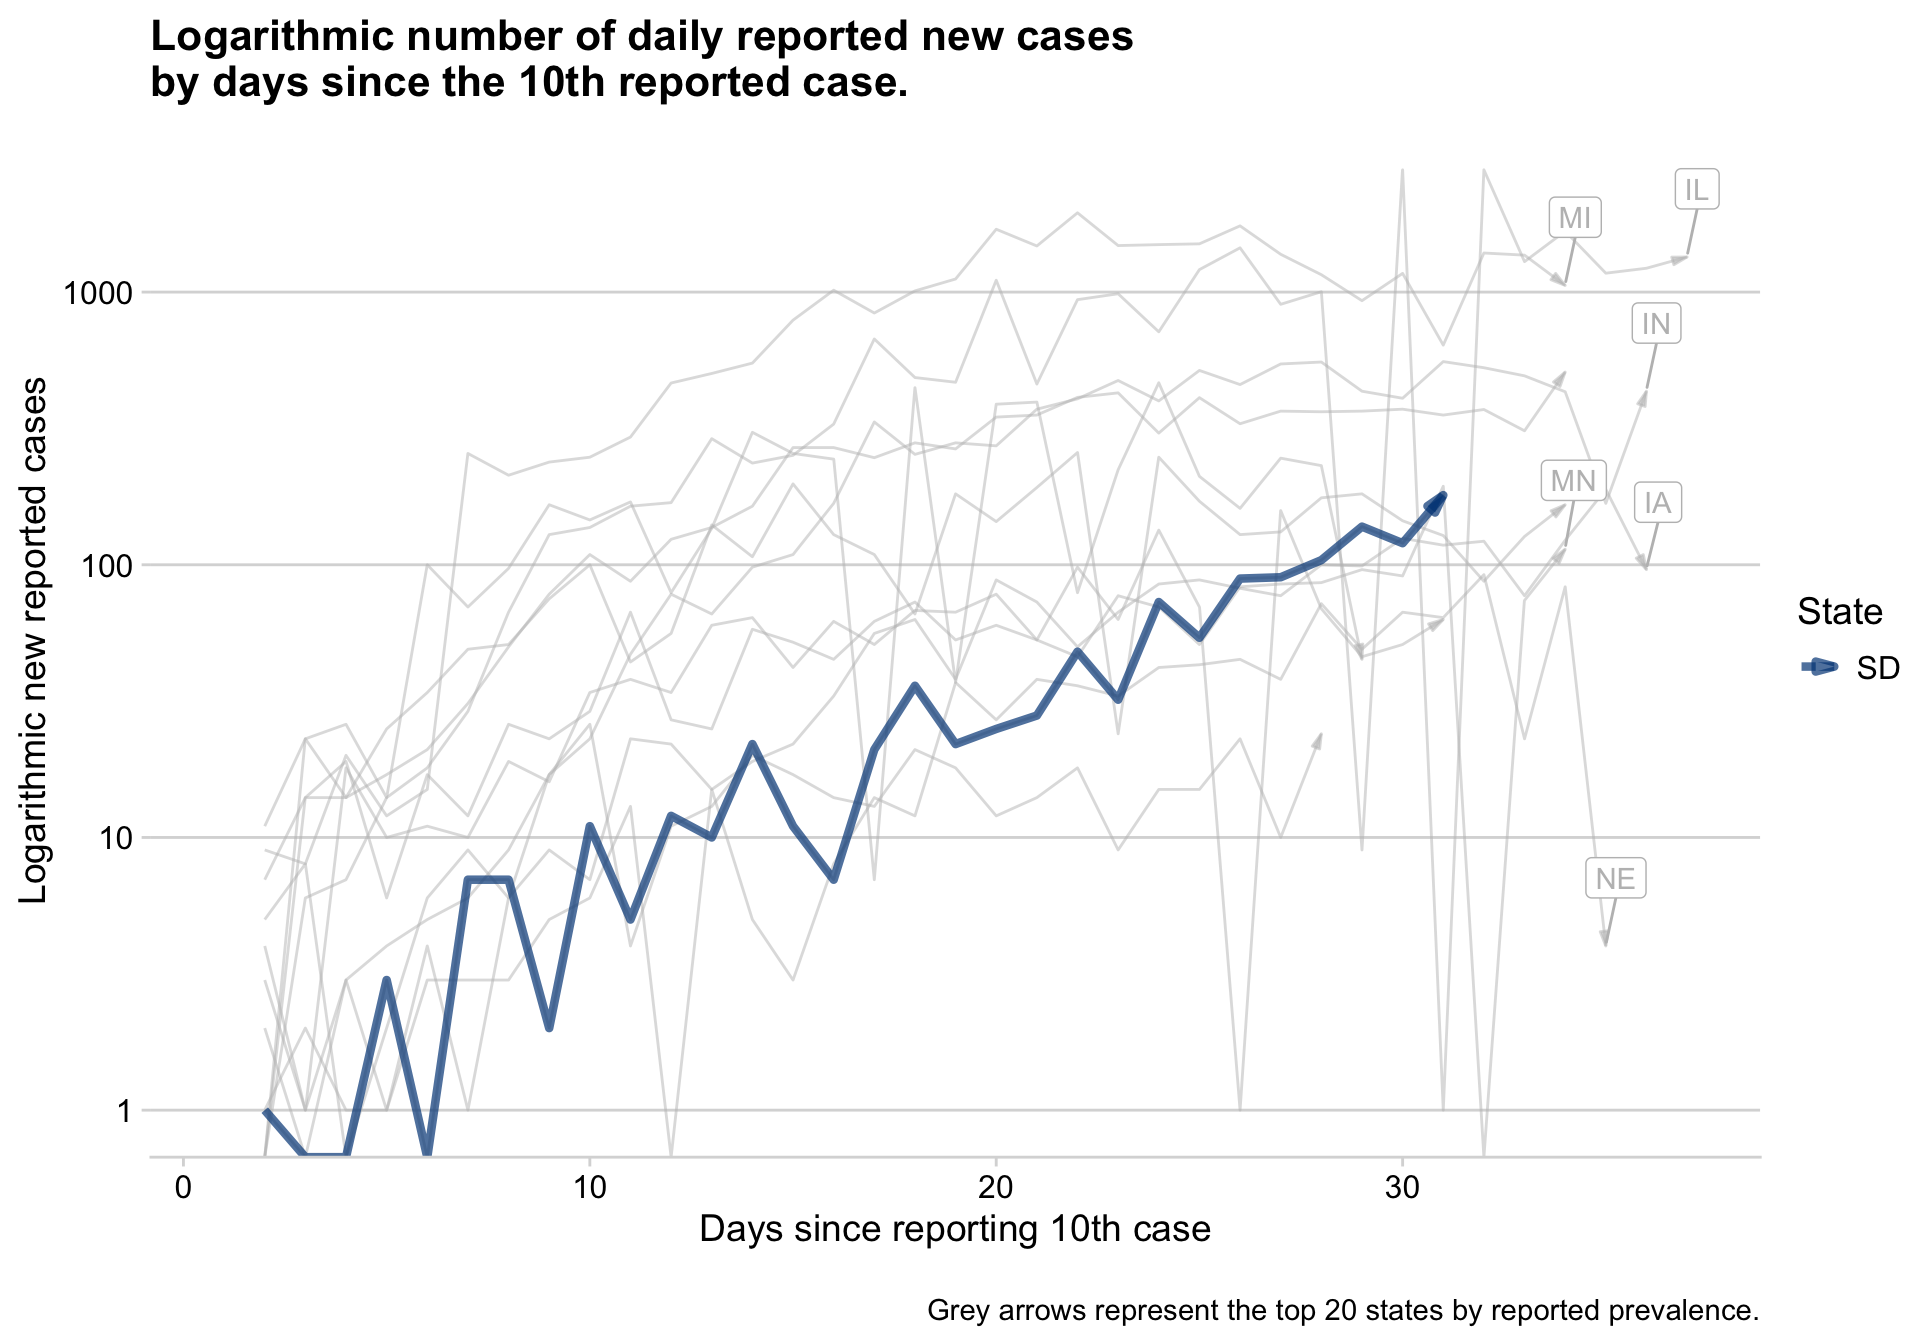 Logarithmic number of daily reported new cases
by days since the 10th reported case.
Logarithmic new reported cases
1000
100
10
1
IL
MI
IN
MN
IA
NE
State
SD
0
10
20
30
Days since reporting 10th case
Grey arrows represent the top 20 states by reported prevalence.